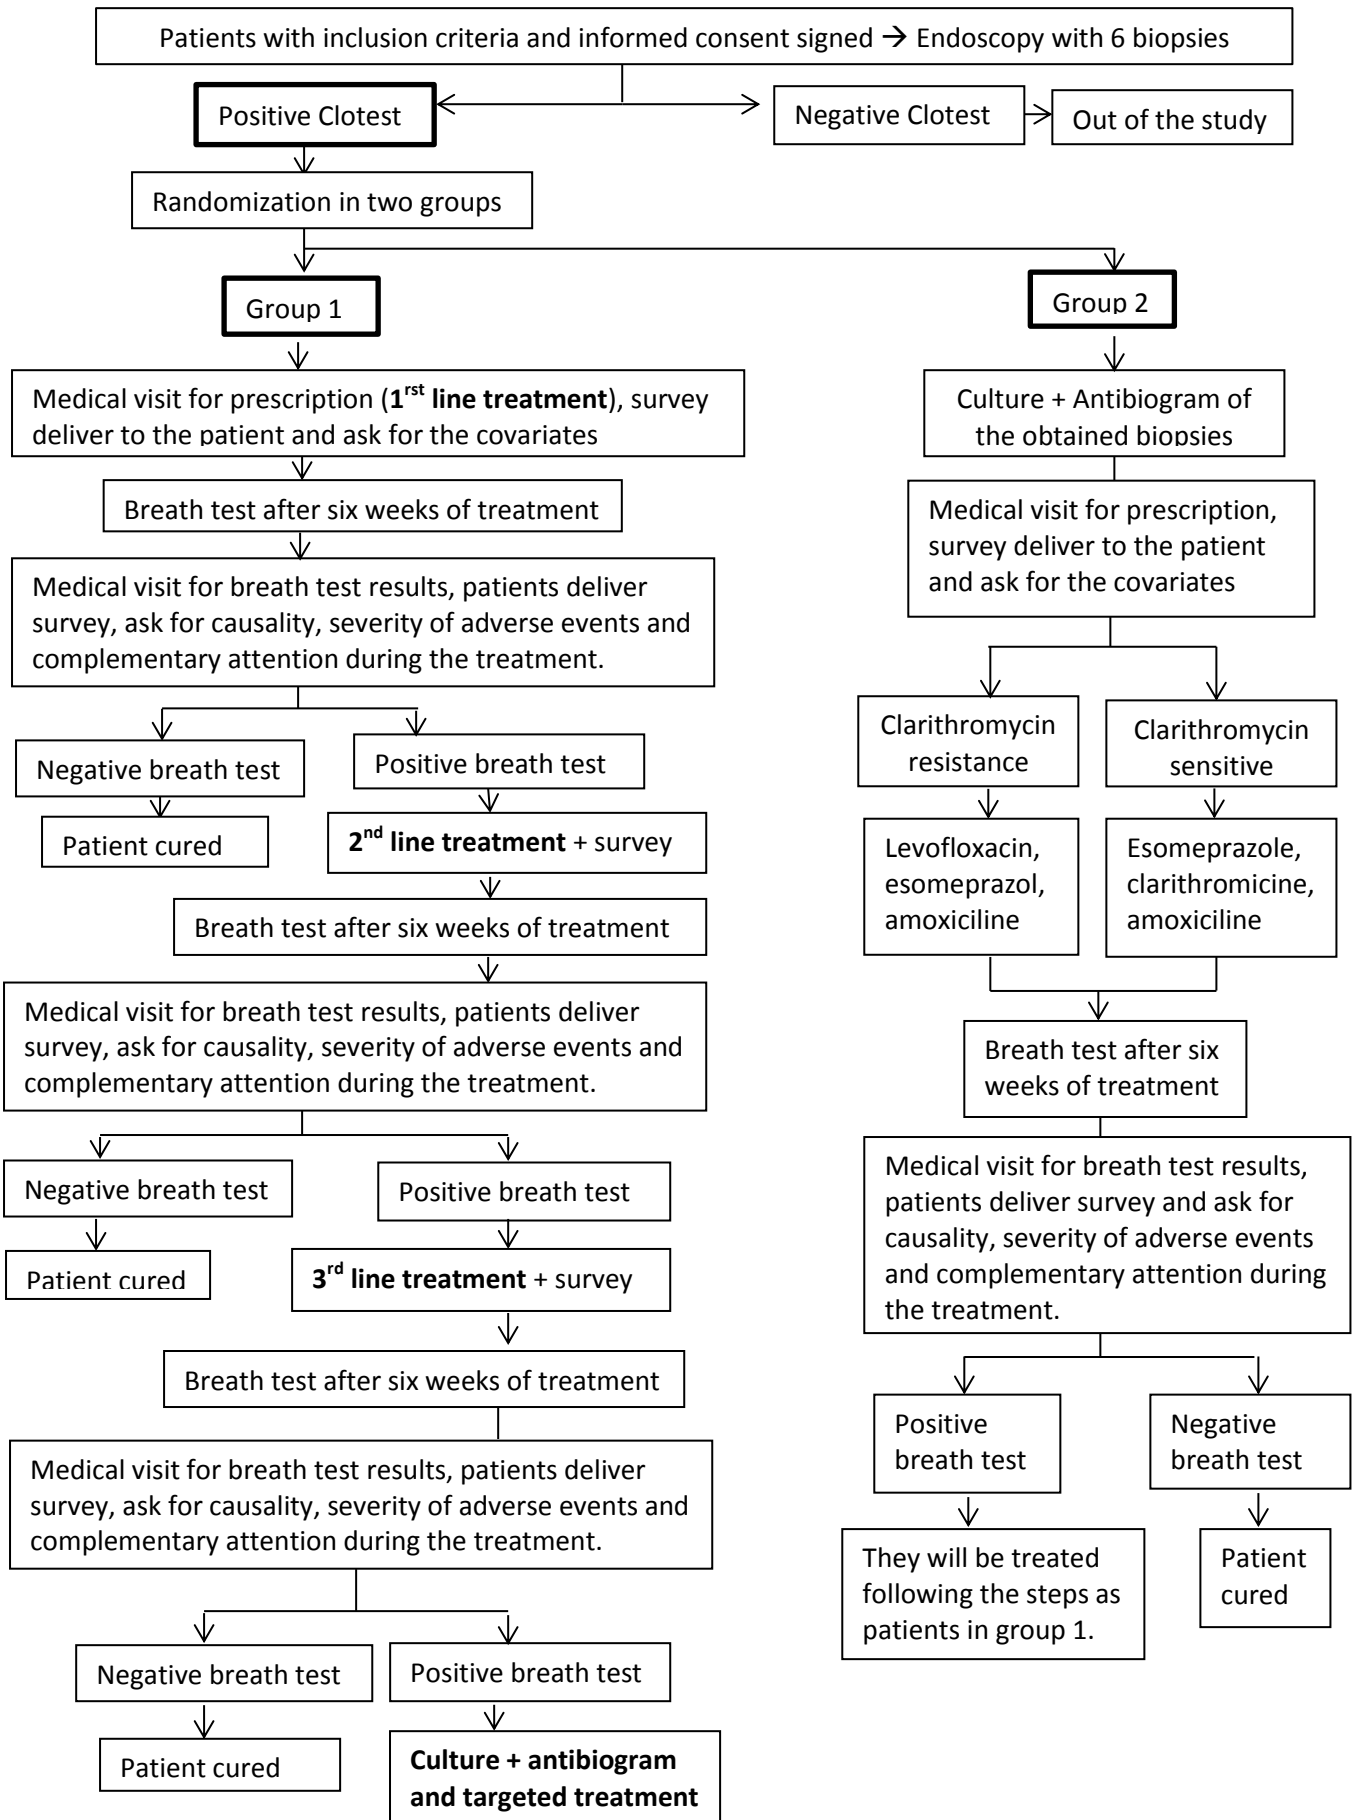 Patients with inclusion criteria and informed consent signed → Endoscopy with 6 biopsies
Positive Clotest
Negative Clotest
Out of the study
Randomization in two groups
Group 1
Group 2
Medical visit for prescription (1rst line treatment), survey
deliver to the patient and ask for the covariates
Breath test after six weeks of treatment
Medical visit for breath test results, patients deliver
survey, ask for causality, severity of adverse events and
complementary attention during the treatment.
Negative breath test
Positive breath test
Patient cured
2nd line treatment + survey
Breath test after six weeks of treatment
Medical visit for breath test results, patients deliver
survey, ask for causality, severity of adverse events and
complementary attention during the treatment.
Negative breath test
Positive breath test
Patient cured
3rd line treatment + survey
Breath test after six weeks of treatment
Medical visit for breath test results, patients deliver
survey, ask for causality, severity of adverse events and
complementary attention during the treatment.
Negative breath test
Positive breath test
Patient cured
Culture + antibiogram
and targeted treatment
Culture + Antibiogram of
the obtained biopsies
Medical visit for prescription,
survey deliver to the patient
and ask for the covariates
Clarithromycin
resistance
Clarithromycin
sensitive
Levofloxacin,
esomeprazol,
amoxiciline
Esomeprazole,
clarithromicine,
amoxiciline
Breath test after six
weeks of treatment
Medical visit for breath test results,
patients deliver survey and ask for
causality, severity of adverse events
and complementary attention during
the treatment.
Positive
breath test
Negative
breath test
They will be treated
following the steps as
patients in group 1.
Patient
cured